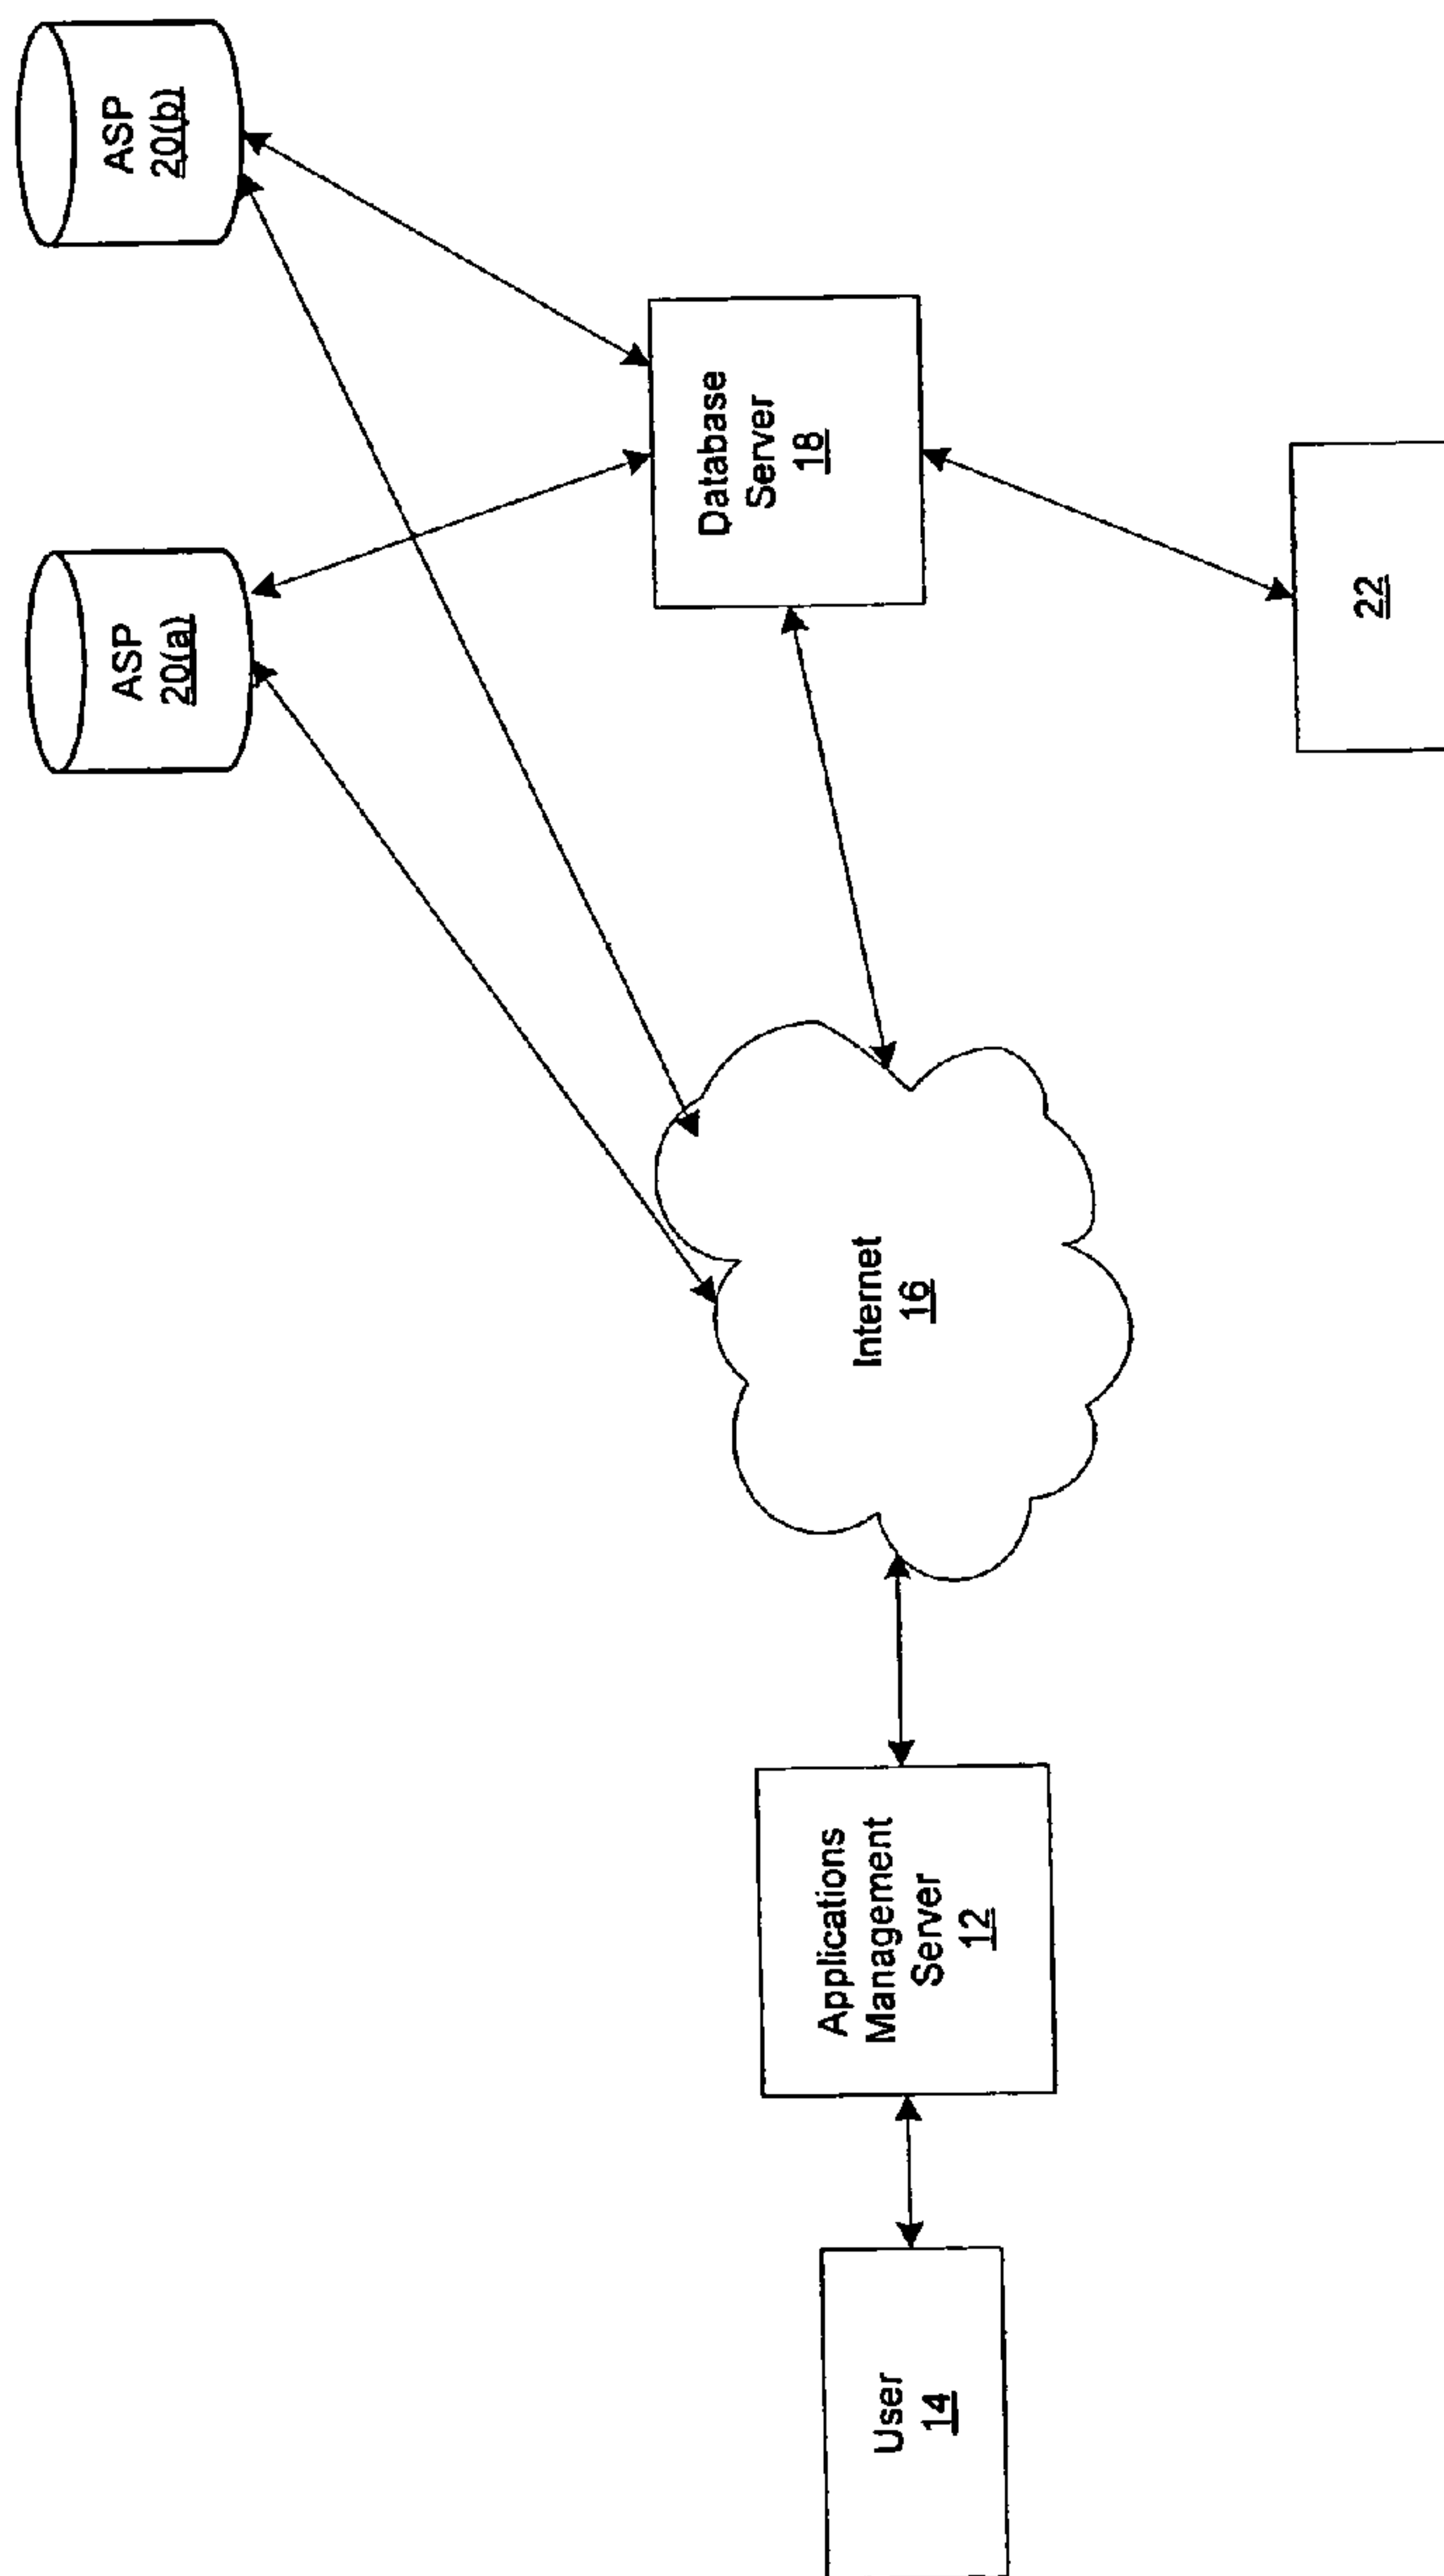 ASP
20(a)
ASP
20(b)
Database
Server
18
Internet
16
Applications
Management
Server
12
User
14
22